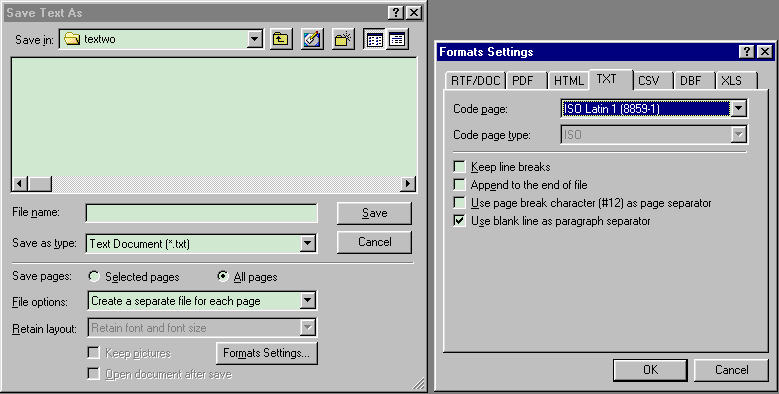 Save Text As
Save in: textwo
File name:
Save
Save as type: Text Document (*.txt)
Cancel
Save pages: Selected pages All pages
File options: Create a separate file for each page
Retain layout: Retain font and font size
Keep pictures
Formats Settings...
Open document after save
Formats Settings
RTF/DOC PDF HTML TXT CSV DBF XLS
Code page: ISO Latin 1 (8859-1)
Code page type: ISO
Keep line breaks
Append to the end of file
Use page break character (#12) as page separator
Use blank line as paragraph separator
OK Cancel